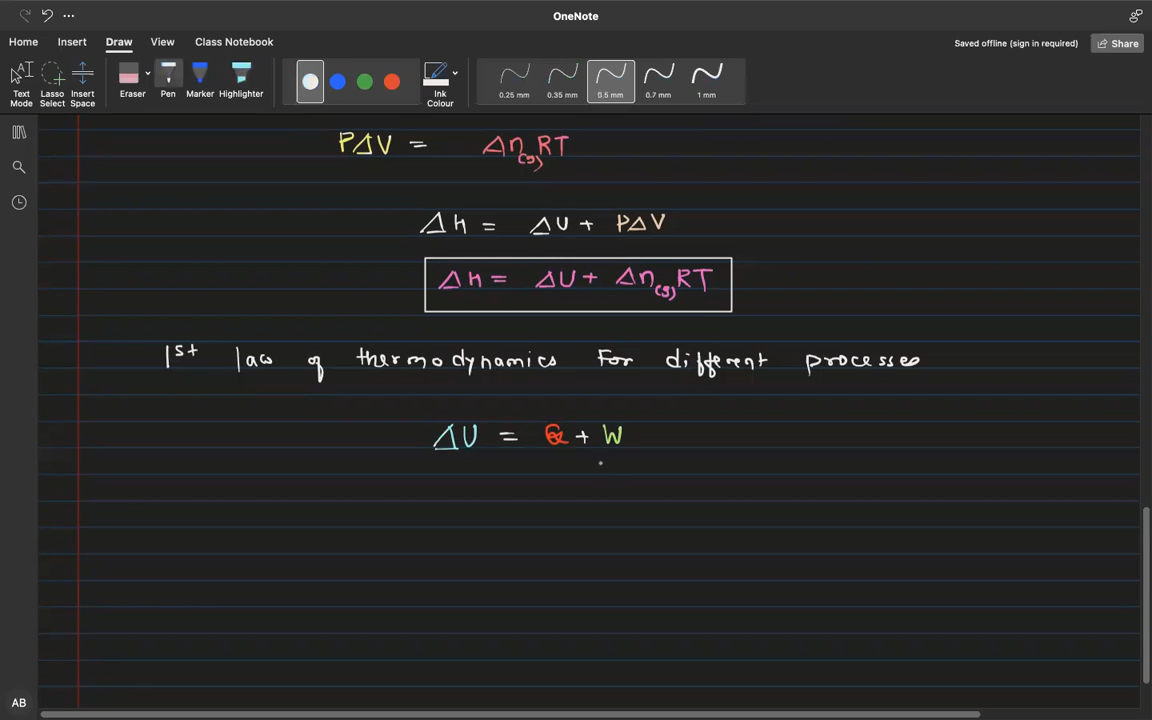 OneNote
Home Insert Draw View Class Notebook
Saved offline (sign in required) Share
Text Mode Lasso Select Insert Space Eraser Pen Marker Highlighter Ink Colour 0.25 mm 0.35 mm 0.5 mm 0.7 mm 1 mm
PΔV = Δn(g)RT
ΔH = ΔU + PΔV
ΔH = ΔU + Δn(g)RT
1st law of thermodynamics for different processes
ΔU = Q + W
AB